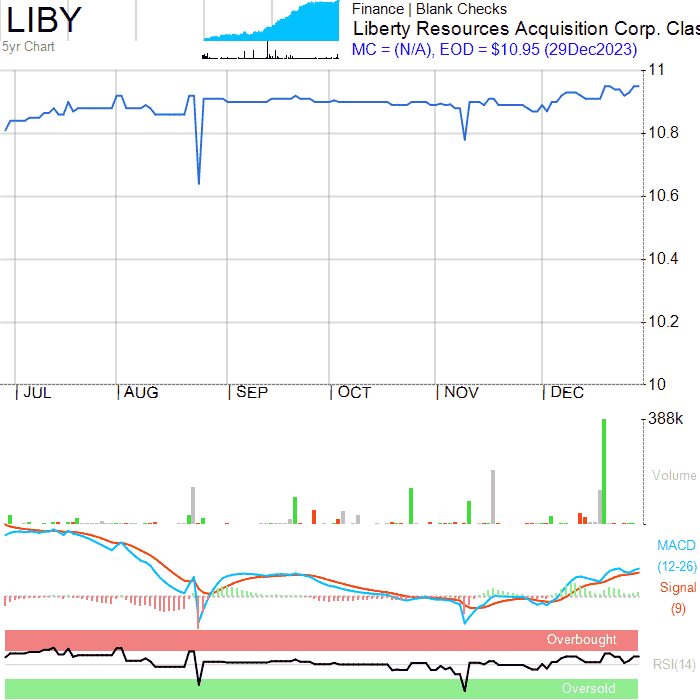 LIBY
5yr Chart
Finance | Blank Checks
Liberty Resources Acquisition Corp. Clas
MC = (N/A), EOD = $10.95 (29Dec2023)
11
10.8
10.6
10.4
10.2
10
JUL AUG SEP OCT NOV DEC
388k
Volume
MACD
(12-26)
Signal
(9)
Overbought
RSI(14)
Oversold